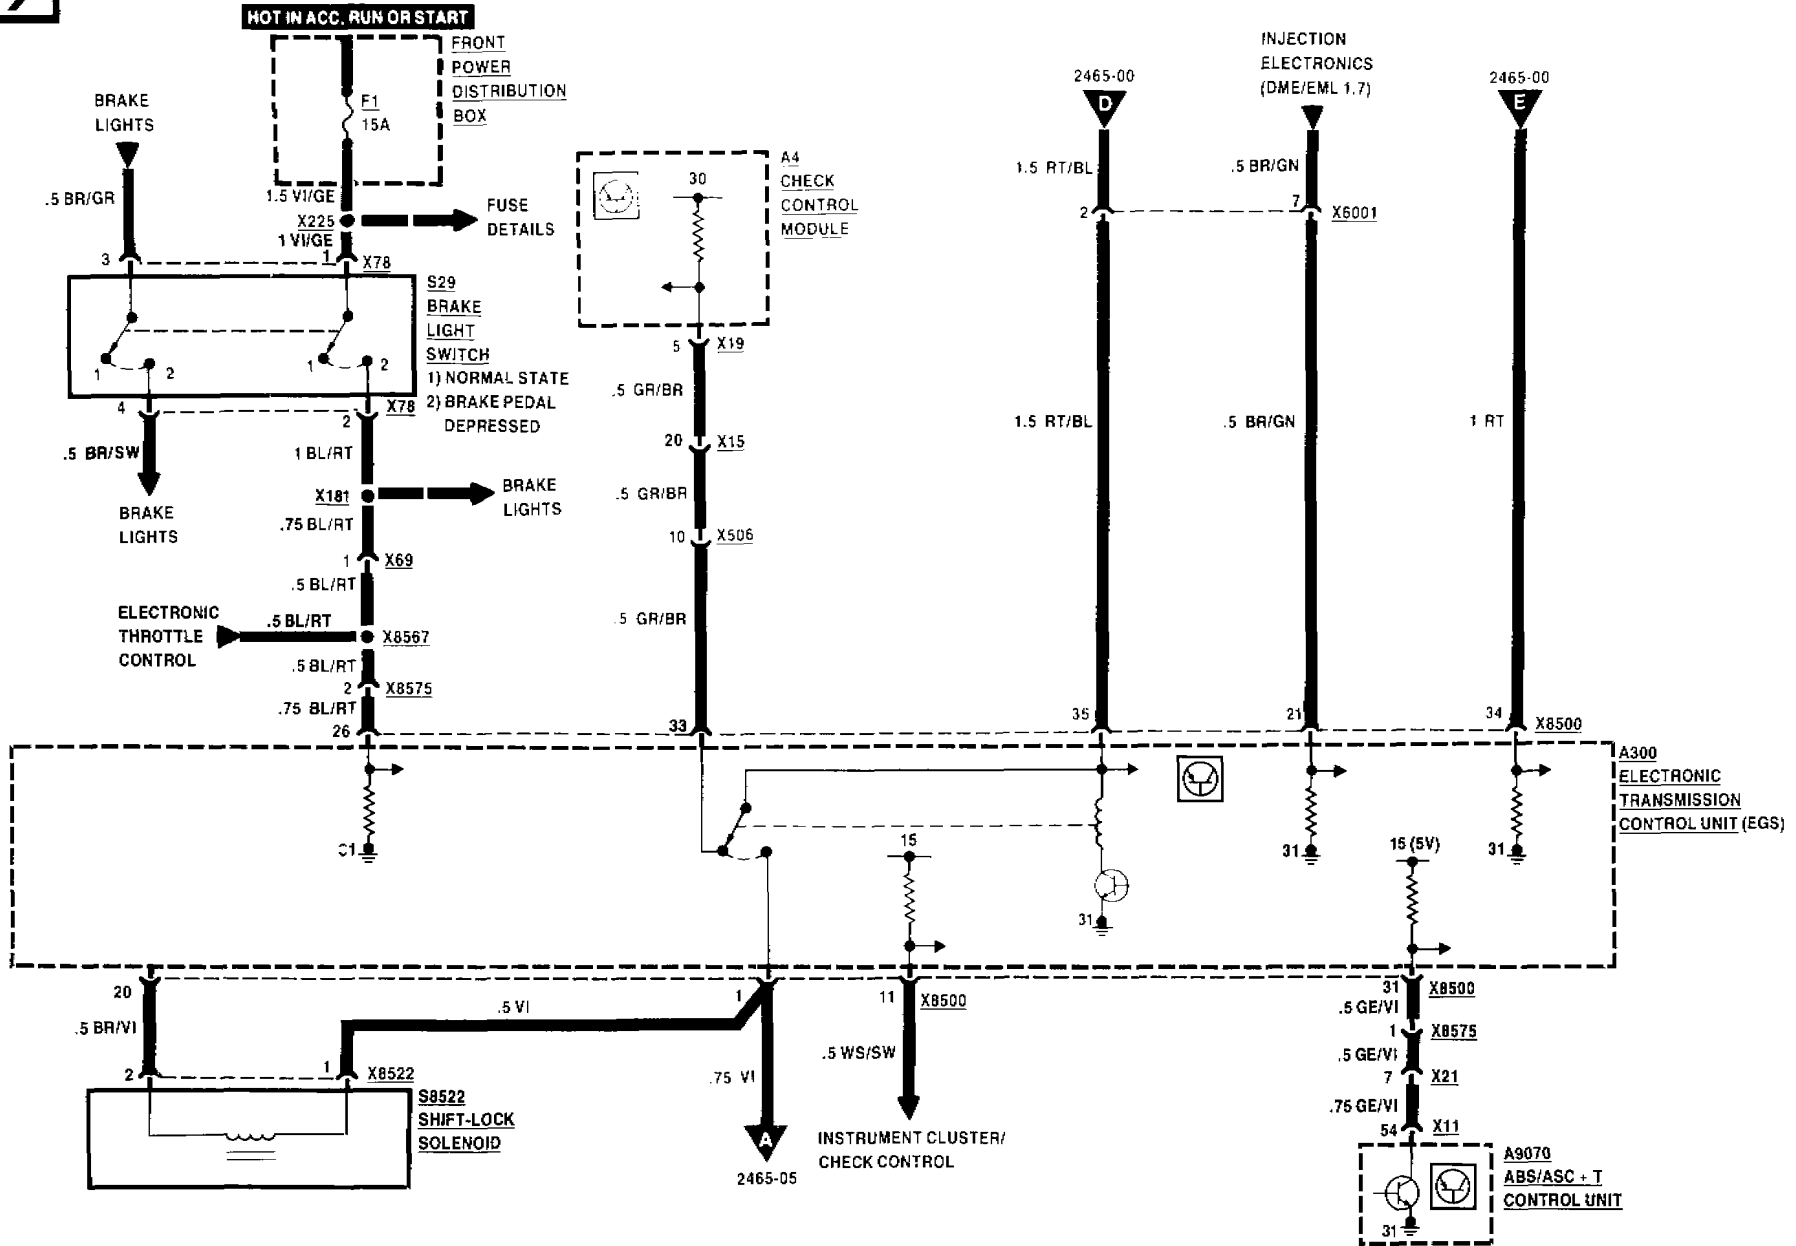 HOT IN ACC, RUN OR START
FRONT
POWER
DISTRIBUTION
BOX
F1
15A
BRAKE
LIGHTS
.5 BR/GR
1.5 VI/GE
X225
1 VI/GE
FUSE
DETAILS
3
1
X78
S29
BRAKE
LIGHT
SWITCH
1) NORMAL STATE
2) BRAKE PEDAL
DEPRESSED
1
2
1
2
4
2
X78
.5 BR/SW
BRAKE
LIGHTS
1 BL/RT
X181
BRAKE
LIGHTS
.75 BL/RT
1
X69
.5 BL/RT
ELECTRONIC
THROTTLE
CONTROL
.5 BL/RT
X8567
.5 BL/RT
2
X8575
.75 BL/RT
26
A4
CHECK
CONTROL
MODULE
30
5
X19
.5 GR/BR
20
X15
.5 GR/BR
10
X506
.5 GR/BR
33
2465-00
D
1.5 RT/BL
2
1.5 RT/BL
35
INJECTION
ELECTRONICS
(DME/EML 1.7)
.5 BR/GN
7
X6001
.5 BR/GN
21
2465-00
E
1 RT
34
X8500
A300
ELECTRONIC
TRANSMISSION
CONTROL UNIT (EGS)
31
15
31
31
15 (5V)
31
20
.5 BR/VI
2
.5 VI
1
X8522
S8522
SHIFT-LOCK
SOLENOID
1
.75 VI
A
2465-05
11
X8500
.5 WS/SW
INSTRUMENT CLUSTER/
CHECK CONTROL
31
X8500
.5 GE/VI
1
X8575
.5 GE/VI
7
X21
.75 GE/VI
54
X11
A9070
ABS/ASC + T
CONTROL UNIT
31